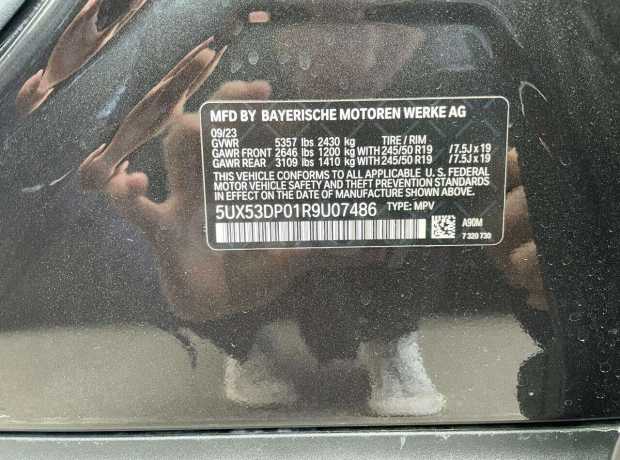 MFD BY BAYERISCHE MOTOREN WERKE AG
09/23
GVWR 5357 lbs 2430 kg TIRE / RIM
GAWR FRONT 2646 lbs 1200 kg WITH 245/50 R19 /7.5J x 19
GAWR REAR 3109 lbs 1410 kg WITH 245/50 R19 /7.5J x 19
THIS VEHICLE CONFORMS TO ALL APPLICABLE U. S. FEDERAL
MOTOR VEHICLE SAFETY STANDARDS IN EFFECT ON THE
DATE OF MANUFACTURE SHOWN ABOVE.
5UX53DP01R9U07486 TYPE: MPV
A90M
7 320 730